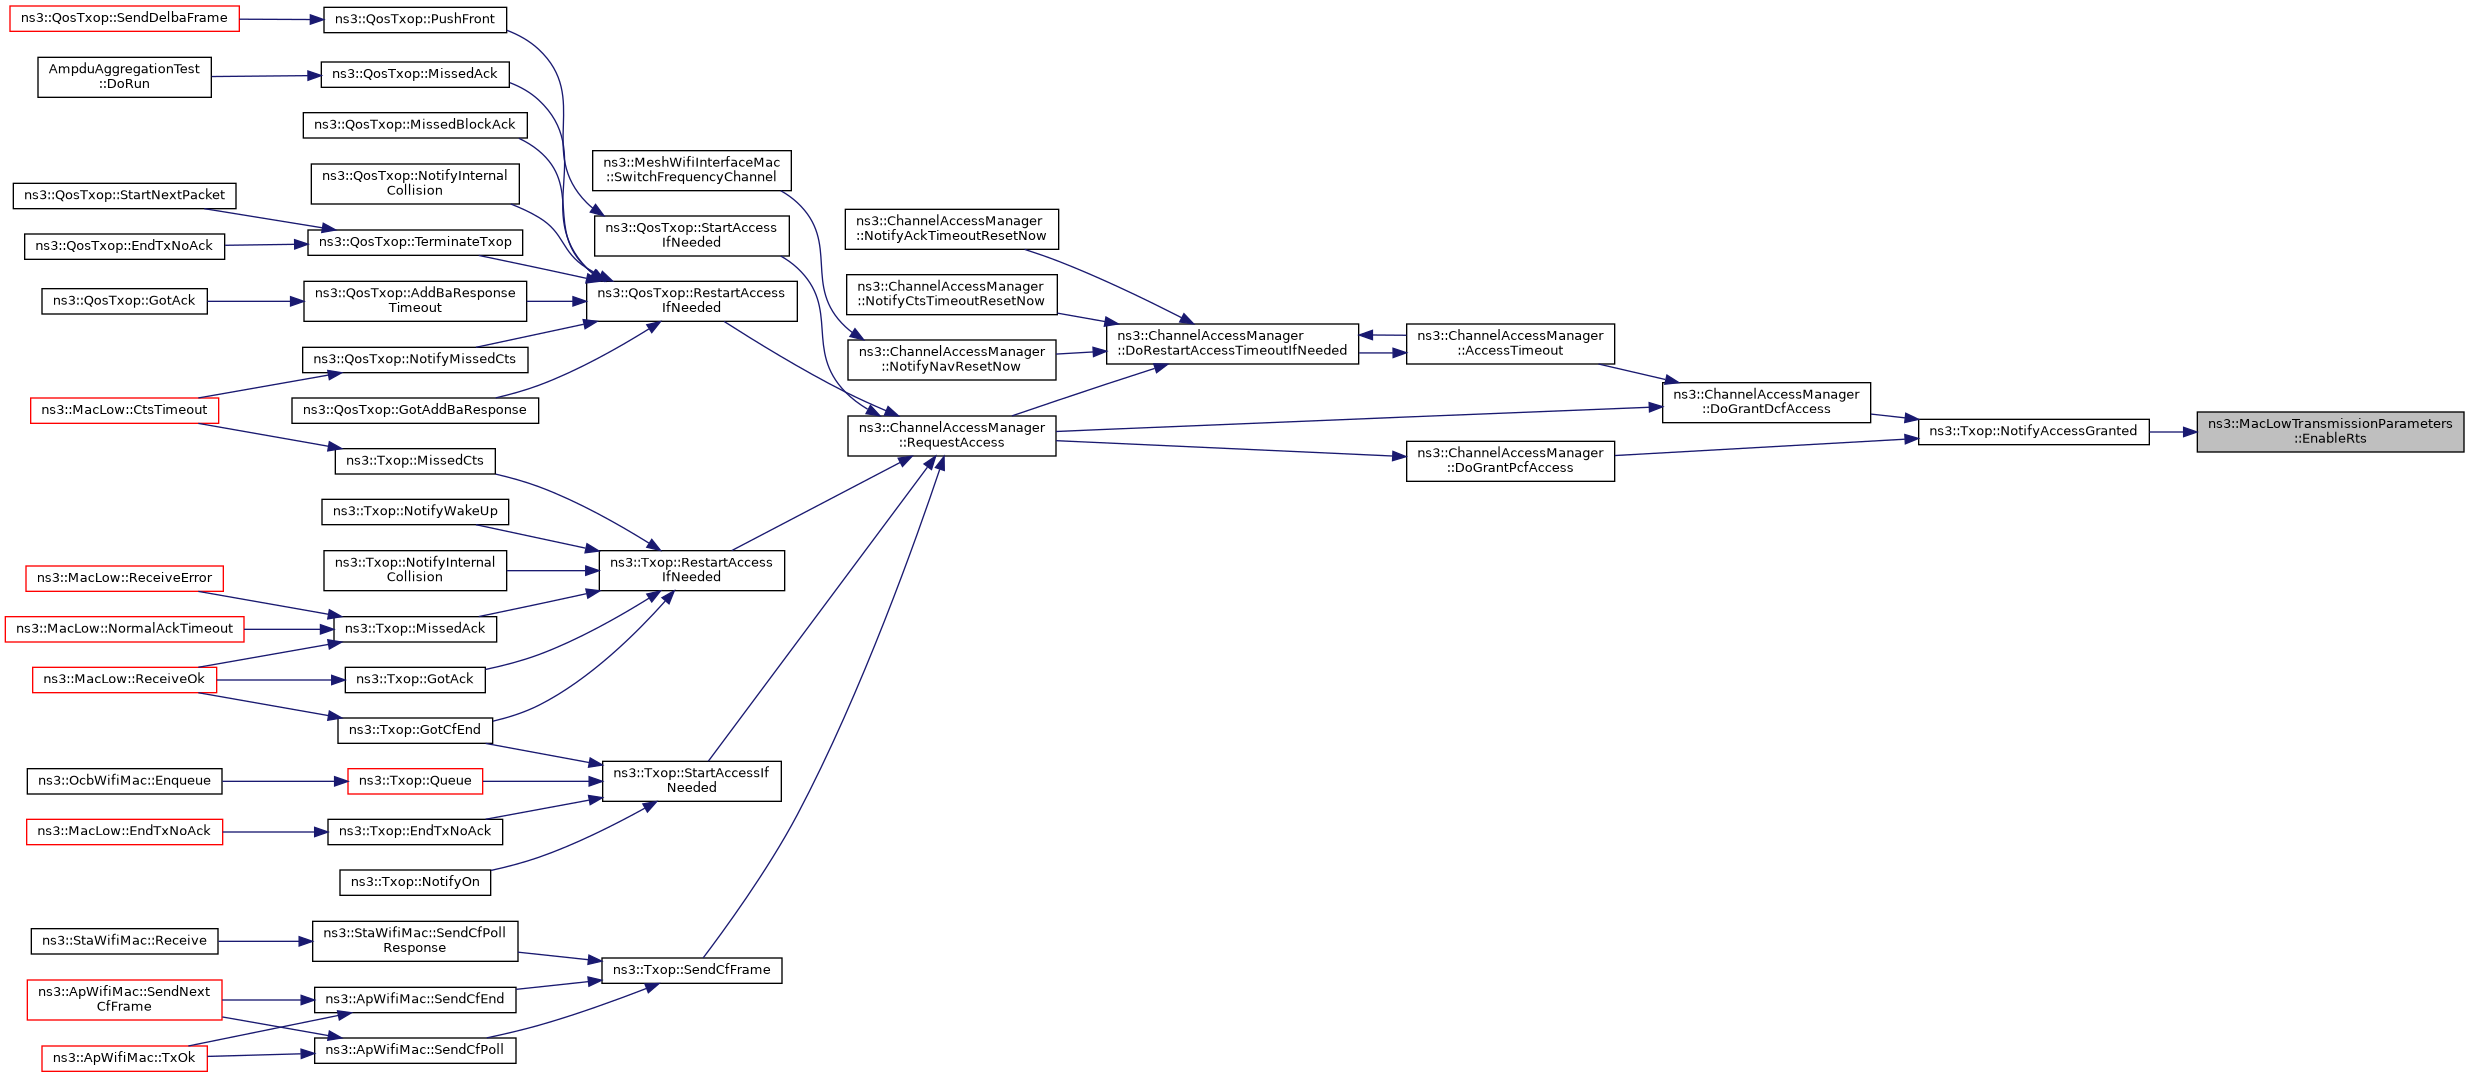 ns3::QosTxop::SendDelbaFrame
ns3::QosTxop::PushFront
AmpduAggregationTest
::DoRun
ns3::QosTxop::MissedAck
ns3::QosTxop::MissedBlockAck
ns3::QosTxop::NotifyInternal
Collision
ns3::QosTxop::StartNextPacket
ns3::QosTxop::EndTxNoAck
ns3::QosTxop::TerminateTxop
ns3::QosTxop::GotAck
ns3::QosTxop::AddBaResponse
Timeout
ns3::QosTxop::NotifyMissedCts
ns3::MacLow::CtsTimeout
ns3::QosTxop::GotAddBaResponse
ns3::Txop::MissedCts
ns3::Txop::NotifyWakeUp
ns3::Txop::NotifyInternal
Collision
ns3::MacLow::ReceiveError
ns3::MacLow::NormalAckTimeout
ns3::Txop::MissedAck
ns3::MacLow::ReceiveOk
ns3::Txop::GotAck
ns3::Txop::GotCfEnd
ns3::OcbWifiMac::Enqueue
ns3::Txop::Queue
ns3::MacLow::EndTxNoAck
ns3::Txop::EndTxNoAck
ns3::Txop::NotifyOn
ns3::StaWifiMac::Receive
ns3::StaWifiMac::SendCfPoll
Response
ns3::ApWifiMac::SendNext
CfFrame
ns3::ApWifiMac::SendCfEnd
ns3::ApWifiMac::TxOk
ns3::ApWifiMac::SendCfPoll
ns3::MeshWifiInterfaceMac
::SwitchFrequencyChannel
ns3::QosTxop::StartAccess
IfNeeded
ns3::QosTxop::RestartAccess
IfNeeded
ns3::Txop::RestartAccess
IfNeeded
ns3::Txop::StartAccessIf
Needed
ns3::Txop::SendCfFrame
ns3::ChannelAccessManager
::NotifyAckTimeoutResetNow
ns3::ChannelAccessManager
::NotifyCtsTimeoutResetNow
ns3::ChannelAccessManager
::NotifyNavResetNow
ns3::ChannelAccessManager
::RequestAccess
ns3::ChannelAccessManager
::DoRestartAccessTimeoutIfNeeded
ns3::ChannelAccessManager
::AccessTimeout
ns3::ChannelAccessManager
::DoGrantPcfAccess
ns3::ChannelAccessManager
::DoGrantDcfAccess
ns3::Txop::NotifyAccessGranted
ns3::MacLowTransmissionParameters
::EnableRts